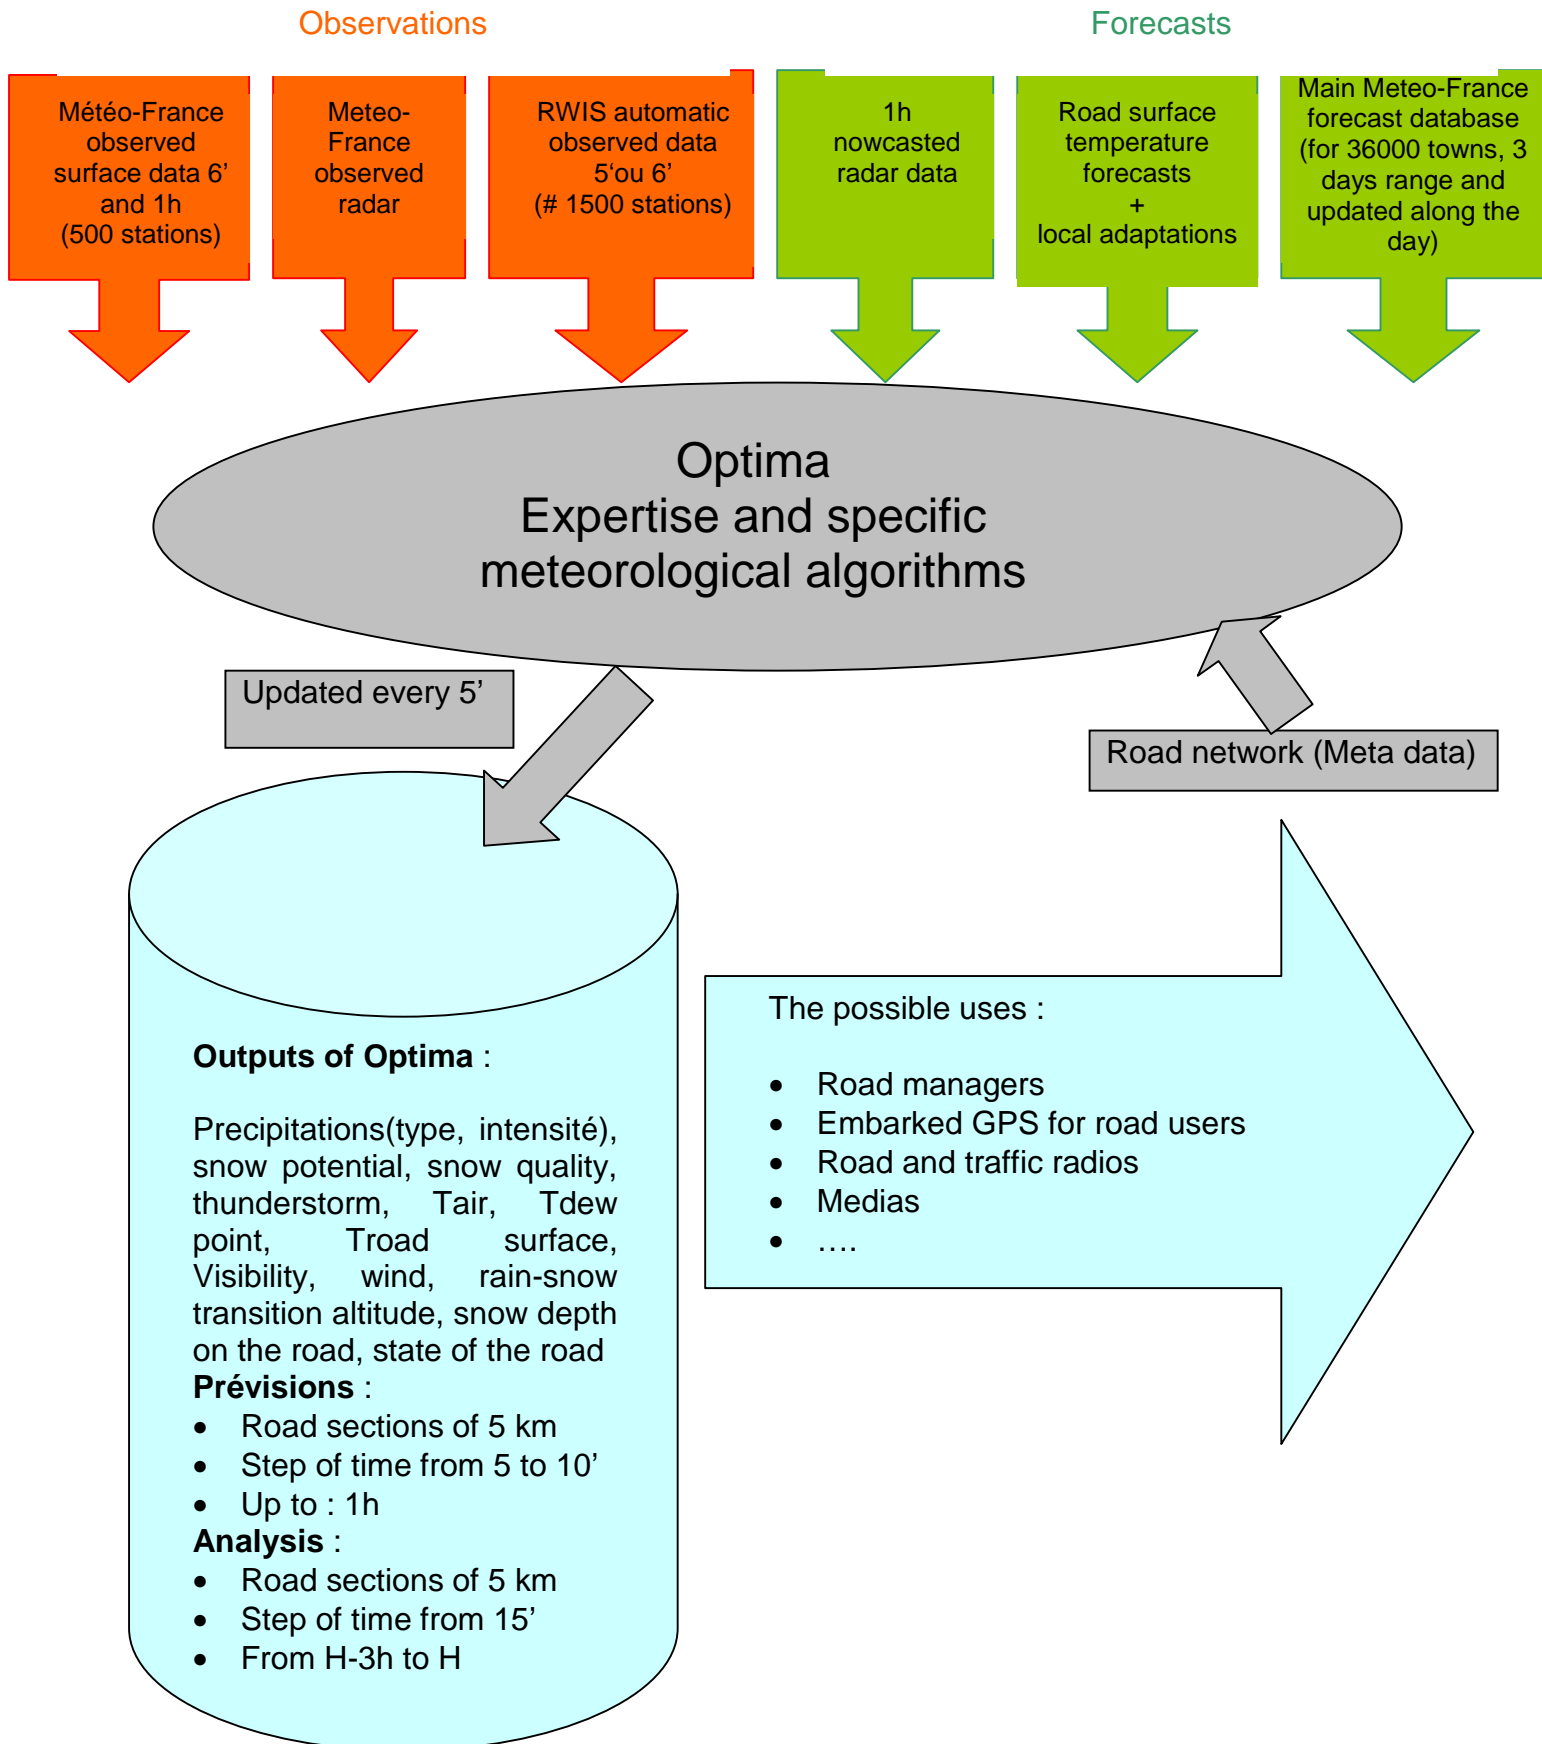 Observations
Forecasts
Météo-France
observed
surface data 6’
and 1h
(500 stations)
Meteo-
France
observed
radar
RWIS automatic
observed data
5‘ou 6’
(# 1500 stations)
1h
nowcasted
radar data
Road surface
temperature
forecasts
+
local adaptations
Main Meteo-France
forecast database
(for 36000 towns, 3
days range and
updated along the
day)
Optima
Expertise and specific
meteorological algorithms
Updated every 5’
Road network (Meta data)
Outputs of Optima :
Precipitations(type, intensité),
snow potential, snow quality,
thunderstorm, Tair, Tdew
point, Troad surface,
Visibility, wind, rain-snow
transition altitude, snow depth
on the road, state of the road
Prévisions :
• Road sections of 5 km
• Step of time from 5 to 10’
• Up to : 1h
Analysis :
• Road sections of 5 km
• Step of time from 15’
• From H-3h to H
The possible uses :
• Road managers
• Embarked GPS for road users
• Road and traffic radios
• Medias
• ….